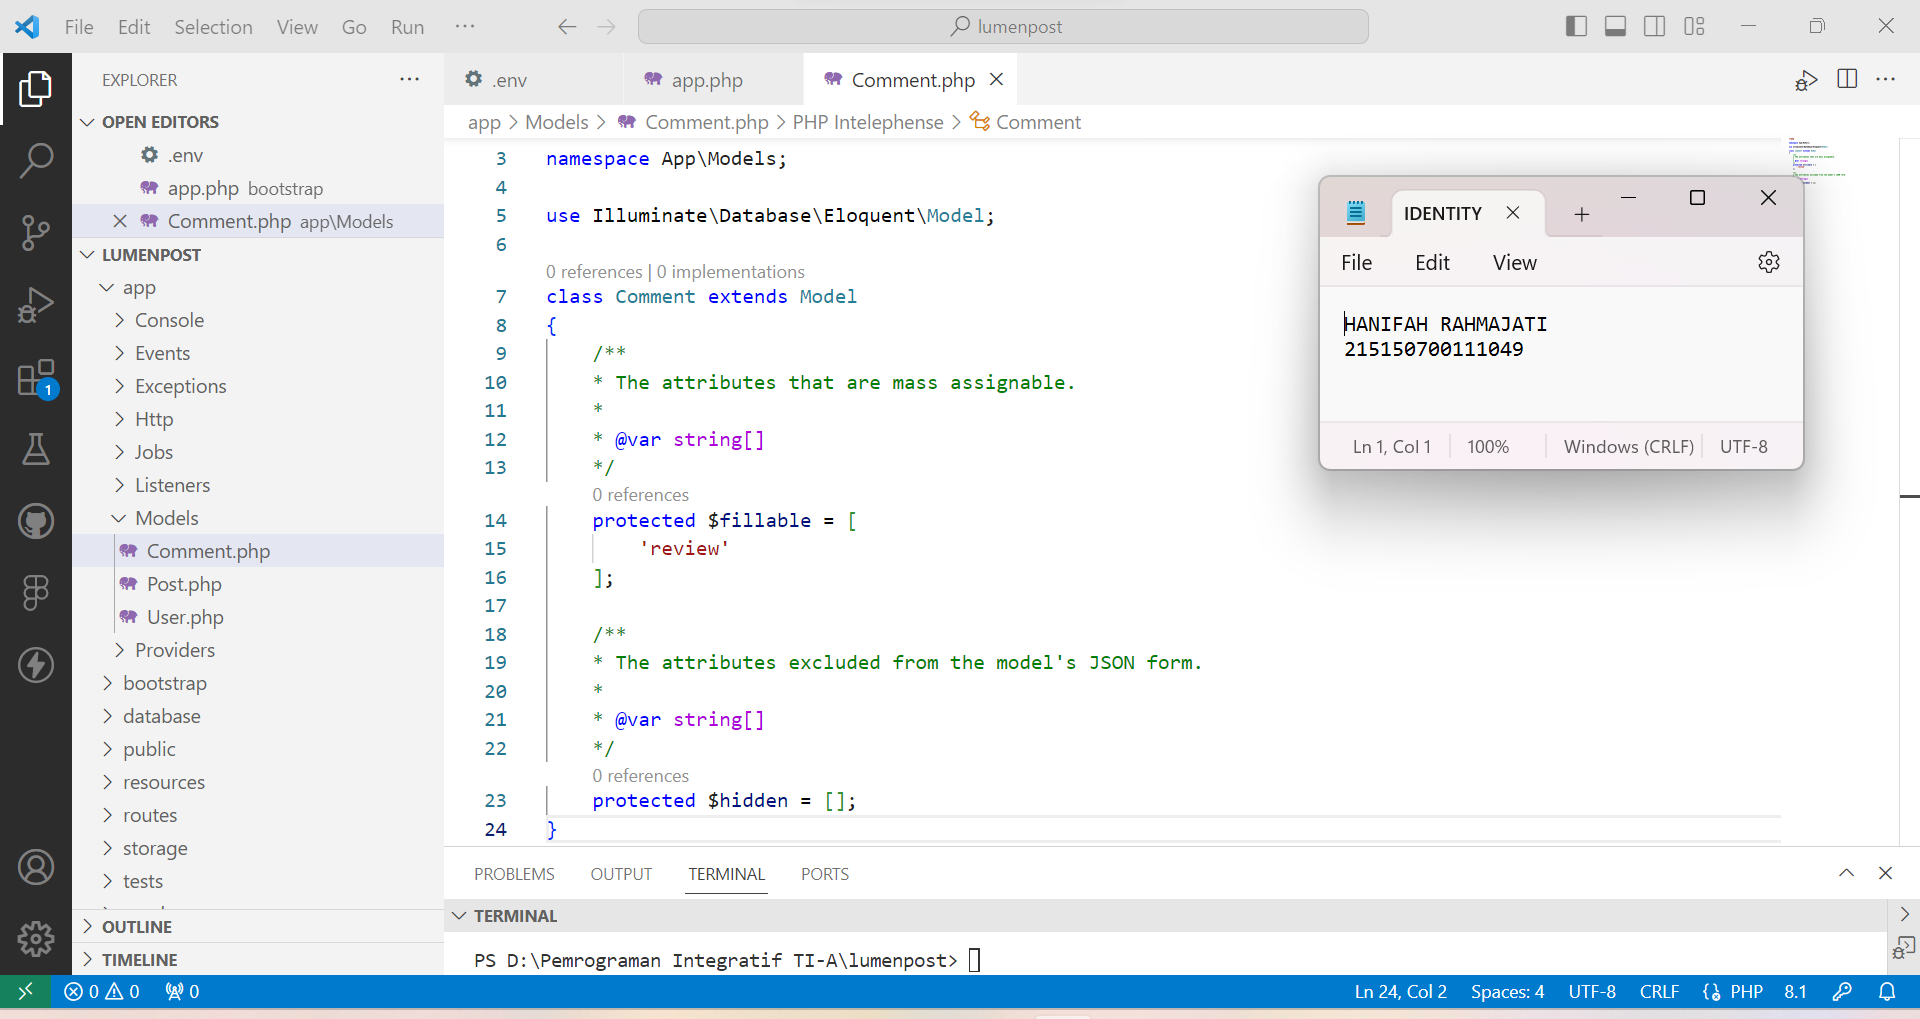 File Edit Selection View Go Run ···
lumenpost
EXPLORER
OPEN EDITORS
.env
app.php bootstrap
Comment.php app\Models
LUMENPOST
app
Console
Events
Exceptions
Http
Jobs
Listeners
Models
Comment.php
Post.php
User.php
Providers
bootstrap
database
public
resources
routes
storage
tests
OUTLINE
TIMELINE
1
.env
app.php
Comment.php
app > Models > Comment.php > PHP Intelephense > Comment
3 namespace App\Models;
4
5 use Illuminate\Database\Eloquent\Model;
6
0 references | 0 implementations
7 class Comment extends Model
8 {
9 /**
10 * The attributes that are mass assignable.
11 *
12 * @var string[]
13 */
0 references
14 protected $fillable = [
15 'review'
16 ];
17
18 /**
19 * The attributes excluded from the model's JSON form.
20 *
21 * @var string[]
22 */
0 references
23 protected $hidden = [];
24 }
IDENTITY
File Edit View
HANIFAH RAHMAJATI
215150700111049
Ln 1, Col 1 100% Windows (CRLF) UTF-8
PROBLEMS OUTPUT TERMINAL PORTS
TERMINAL
PS D:\Pemrograman Integratif TI-A\lumenpost>
0 0 0 Ln 24, Col 2 Spaces: 4 UTF-8 CRLF PHP 8.1